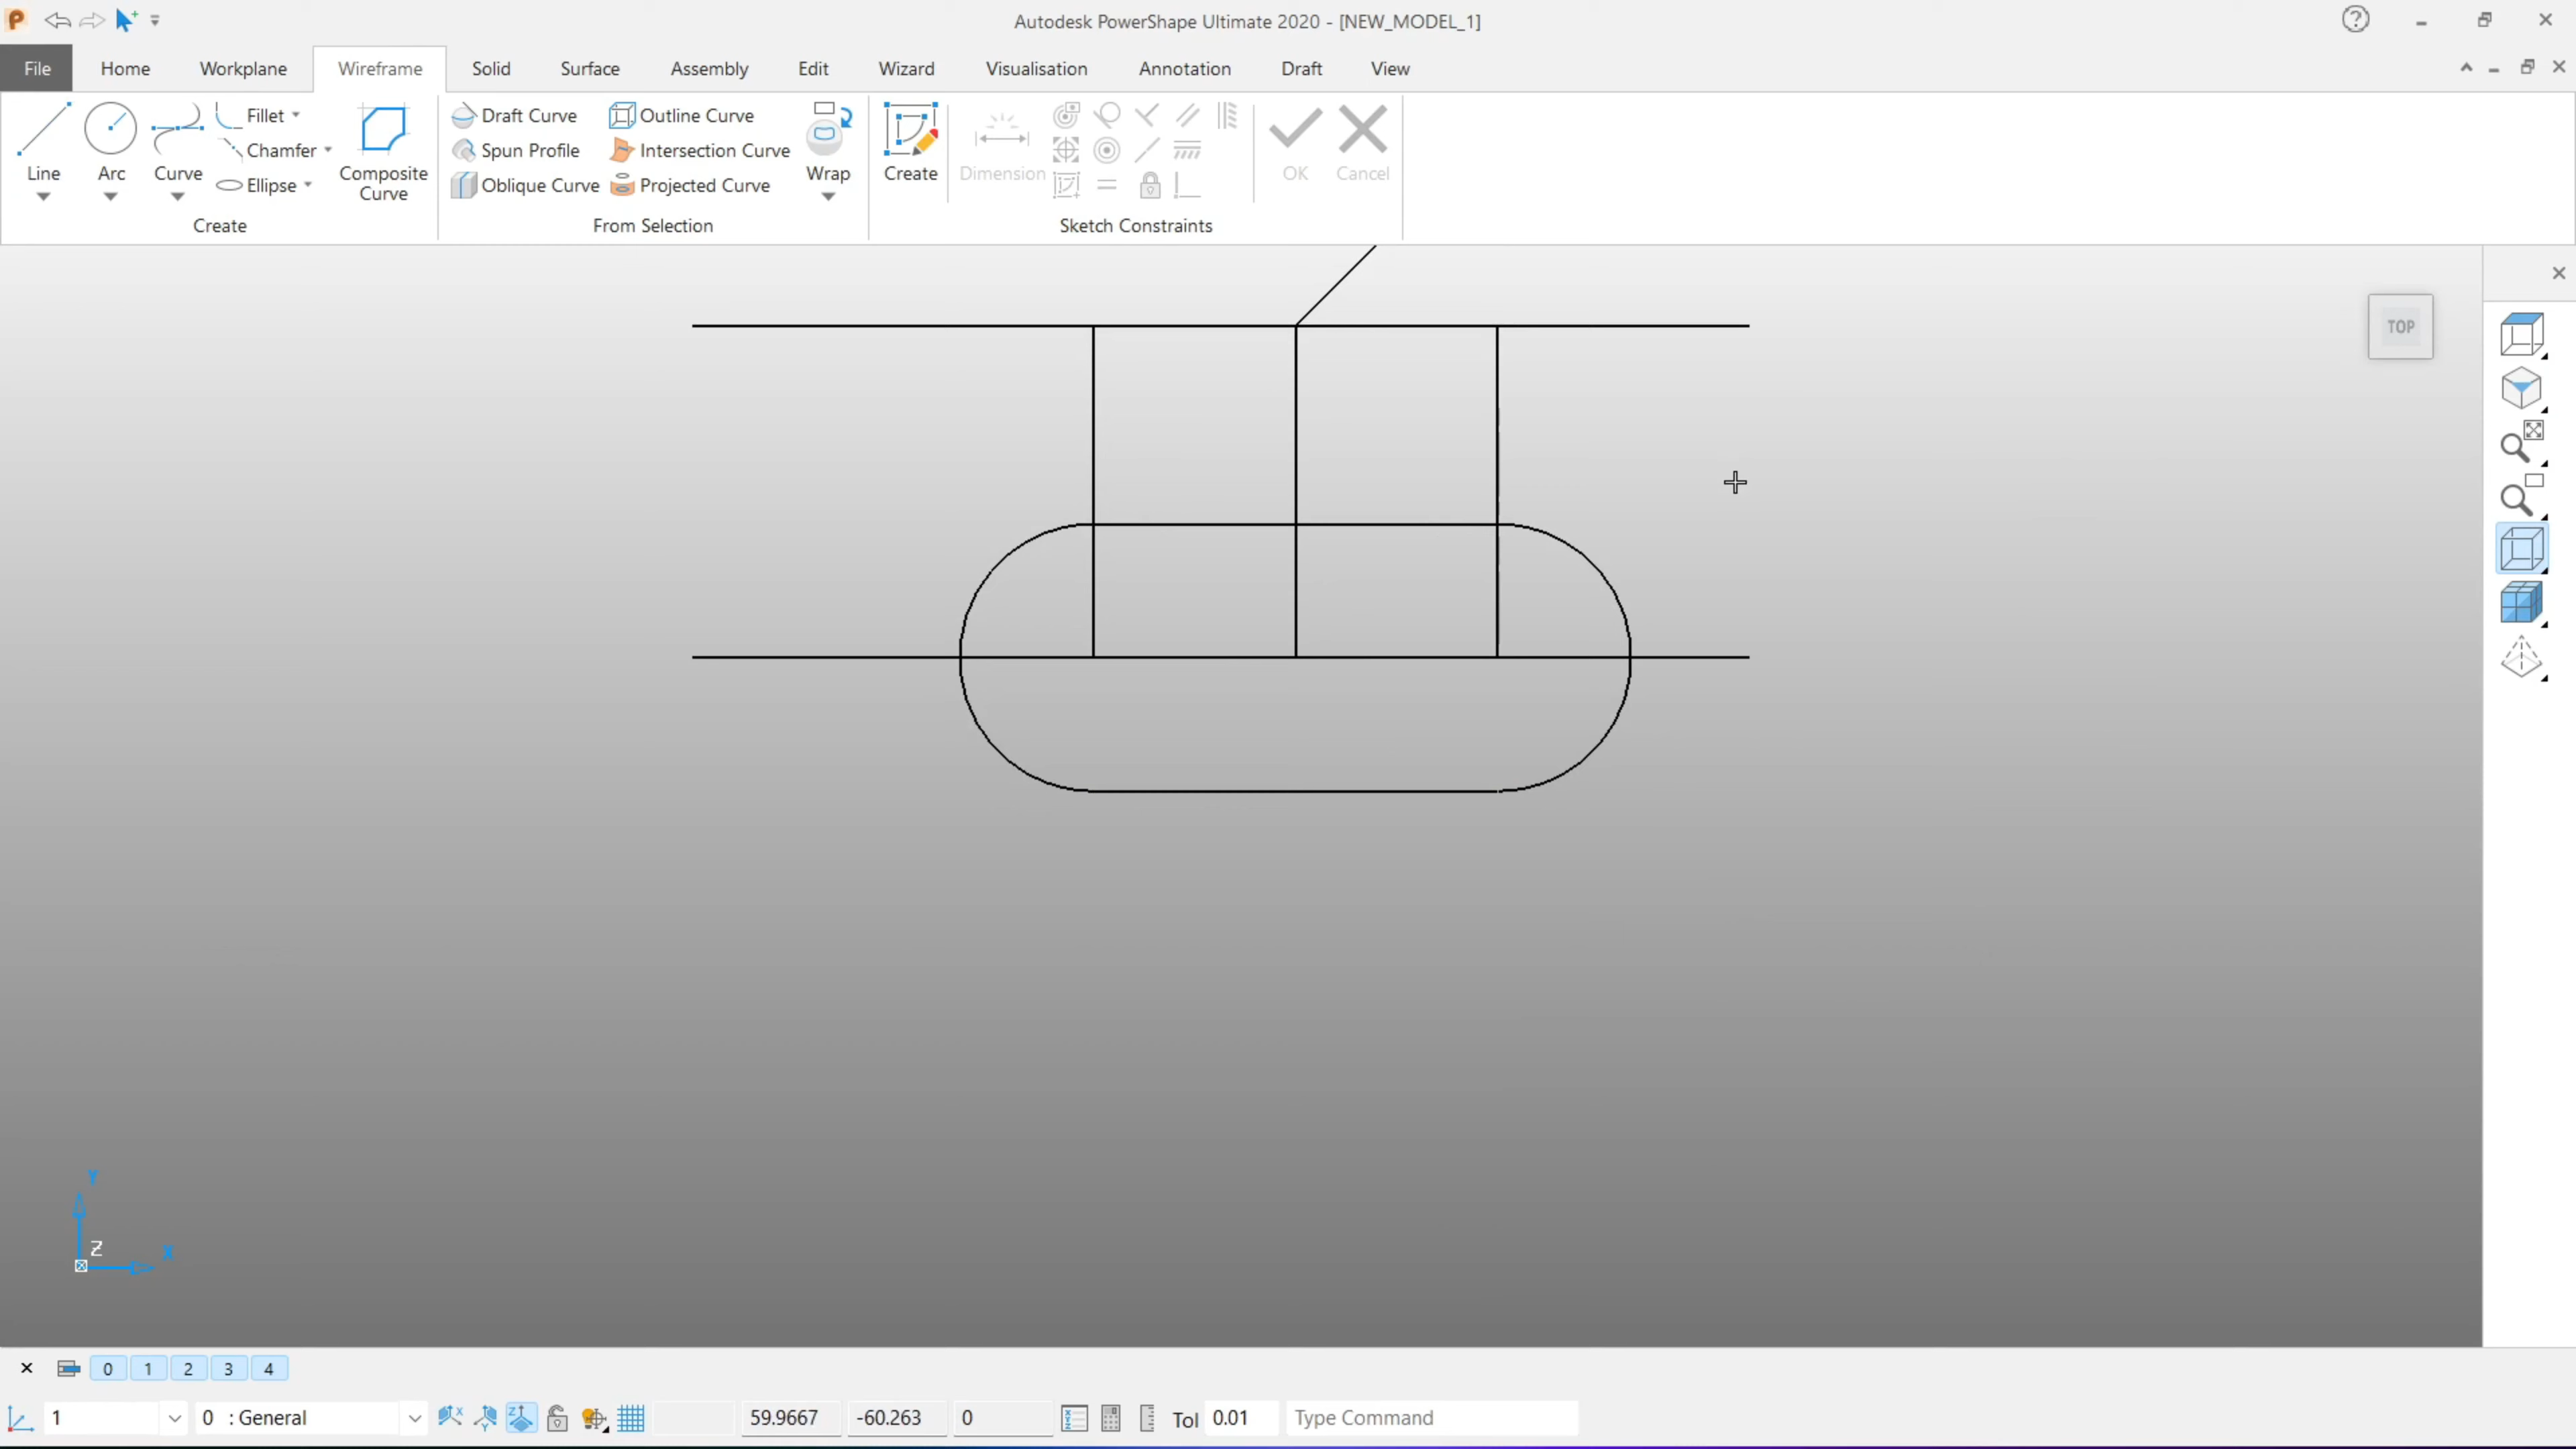 Autodesk PowerShape Ultimate 2020 - [NEW_MODEL_1]
File Home Workplane Wireframe Solid Surface Assembly Edit Wizard Visualisation Annotation Draft View
Line
Arc
Curve
Fillet
Chamfer
Ellipse
Composite
Curve
Create
Draft Curve
Spun Profile
Oblique Curve
Outline Curve
Intersection Curve
Projected Curve
Wrap
From Selection
Create
Dimension
OK
Cancel
Sketch Constraints
TOP
Y
Z
X
0 1 2 3 4
1
0 : General
59.9667
-60.263
0
Tol 0.01
Type Command